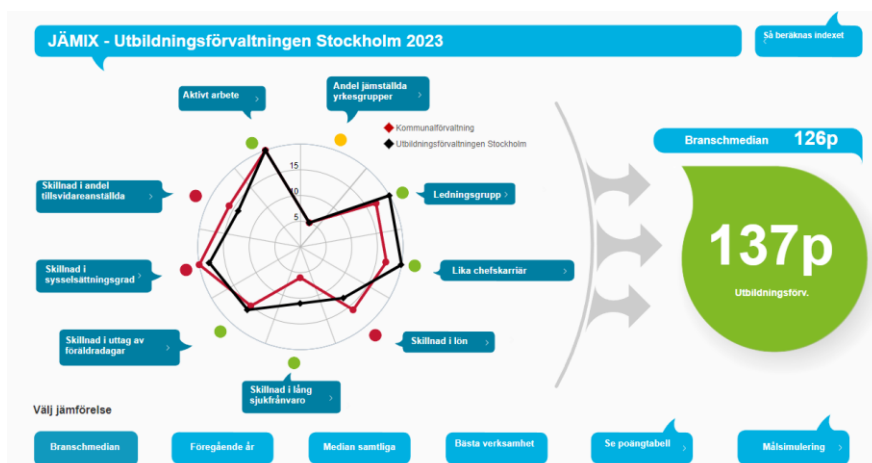 JÄMIX - Utbildningsförvaltningen Stockholm 2023
Så beräknas indexet
Andel jämställda
yrkesgrupper
Aktivt arbete
Kommunalförvaltning
Utbildningsförvaltningen Stockholm
Branschmedian 126p
15
10
5
Skillnad i andel
tillsvidareanställda
Ledningsgrupp
137p
Utbildningsförv.
Skillnad i
sysselsättningsgrad
Lika chefskarriär
Skillnad i uttag av
föräldradagar
Skillnad i lön
Skillnad i lång
sjukfrånvaro
Välj jämförelse
Branschmedian
Föregående år
Median samtliga
Bästa verksamhet
Se poängtabell
Målsimulering